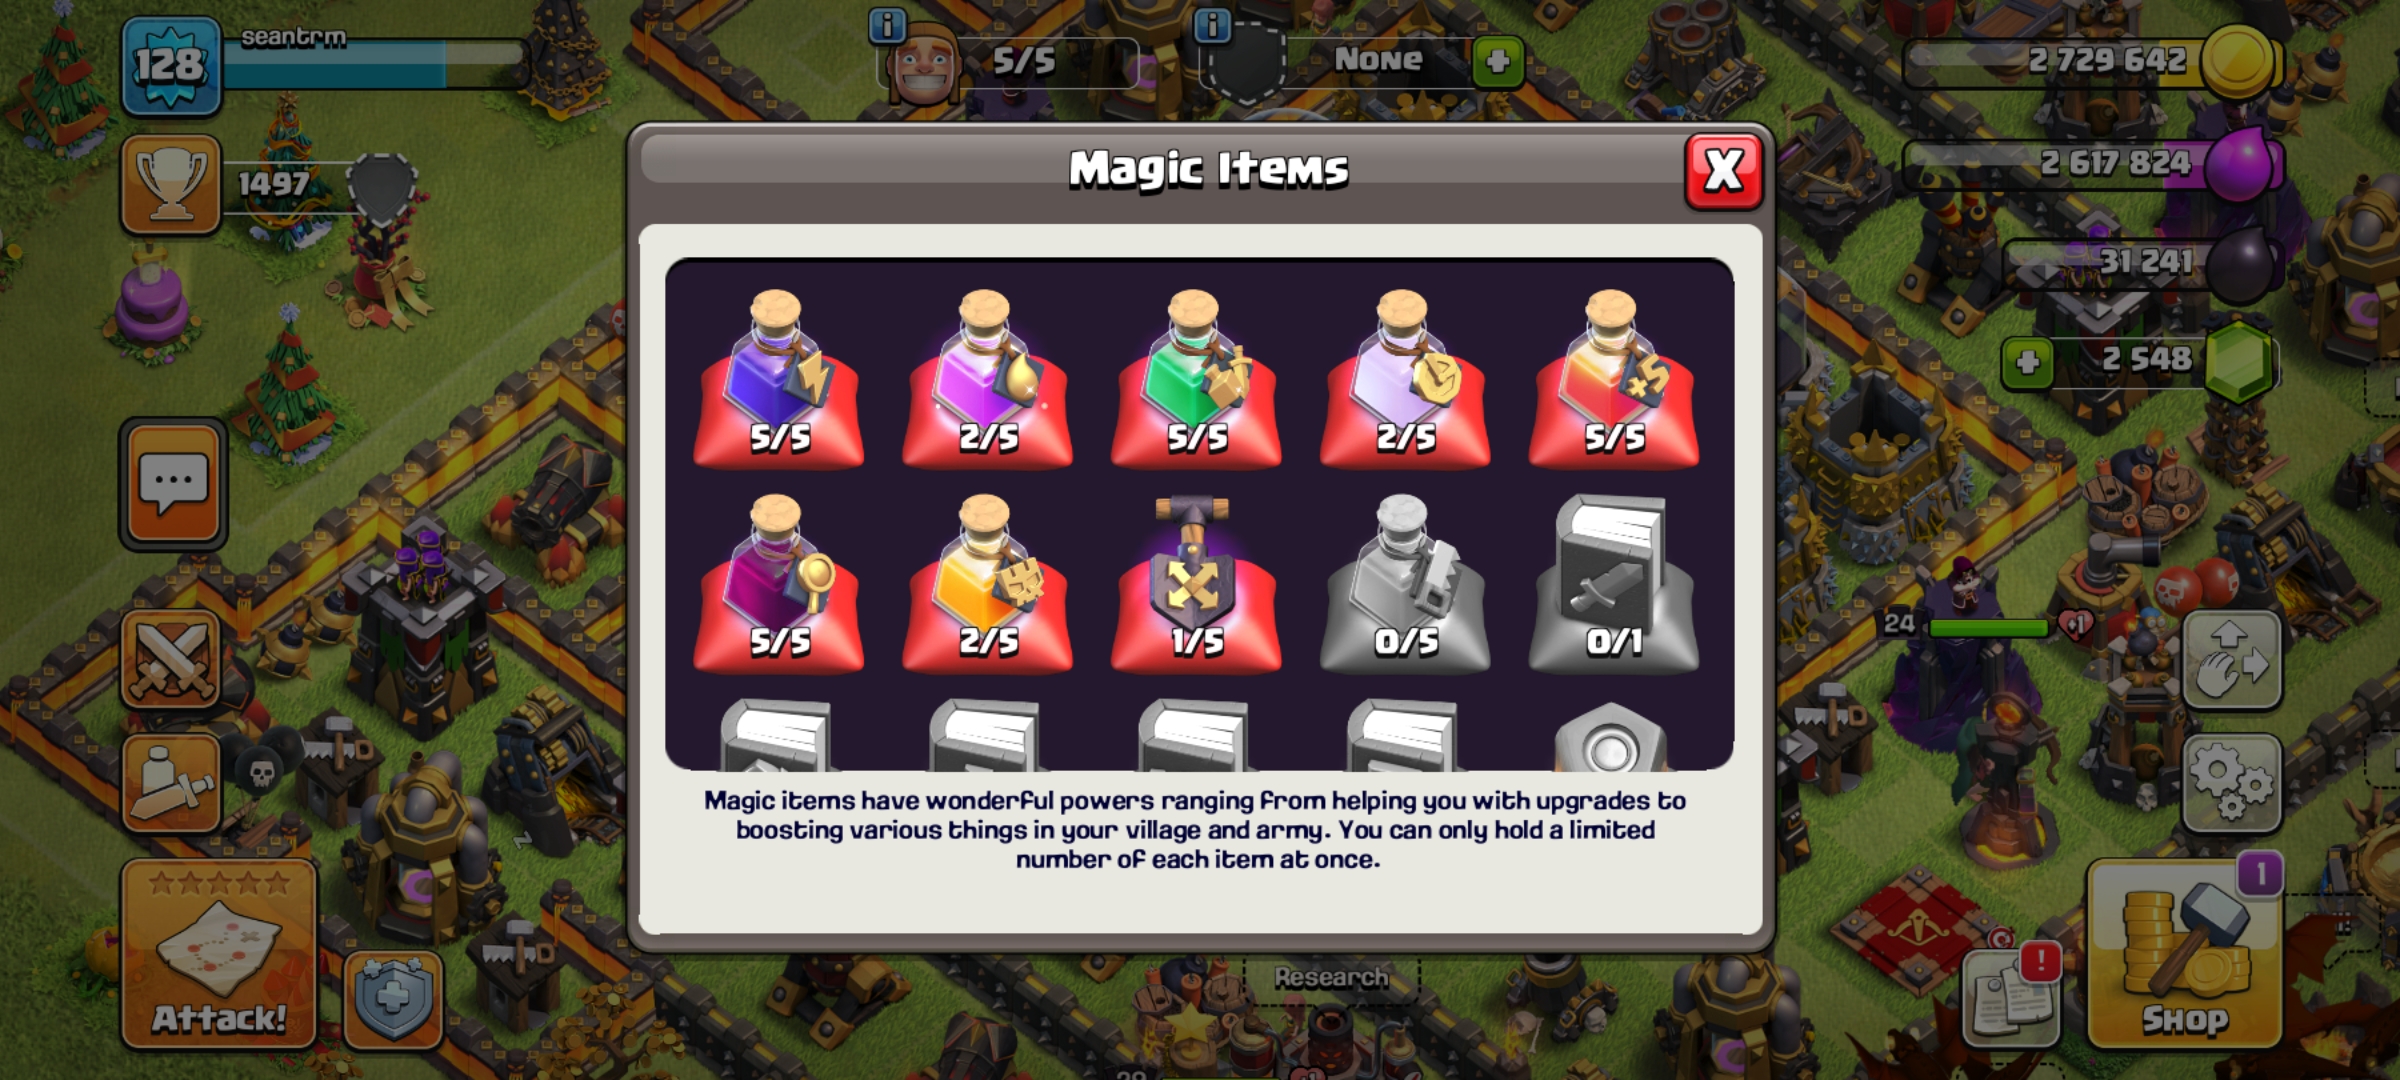 128
seantrm
5/5
None
2 729 642
1497
2 617 824
31 241
2 548
Magic Items
X
5/5
2/5
5/5
2/5
x5
5/5
5/5
2/5
1/5
0/5
0/1
24
+1
Magic items have wonderful powers ranging from helping you with upgrades to
boosting various things in your village and army. You can only hold a limited
number of each item at once.
Attack!
Research
!
1
Shop